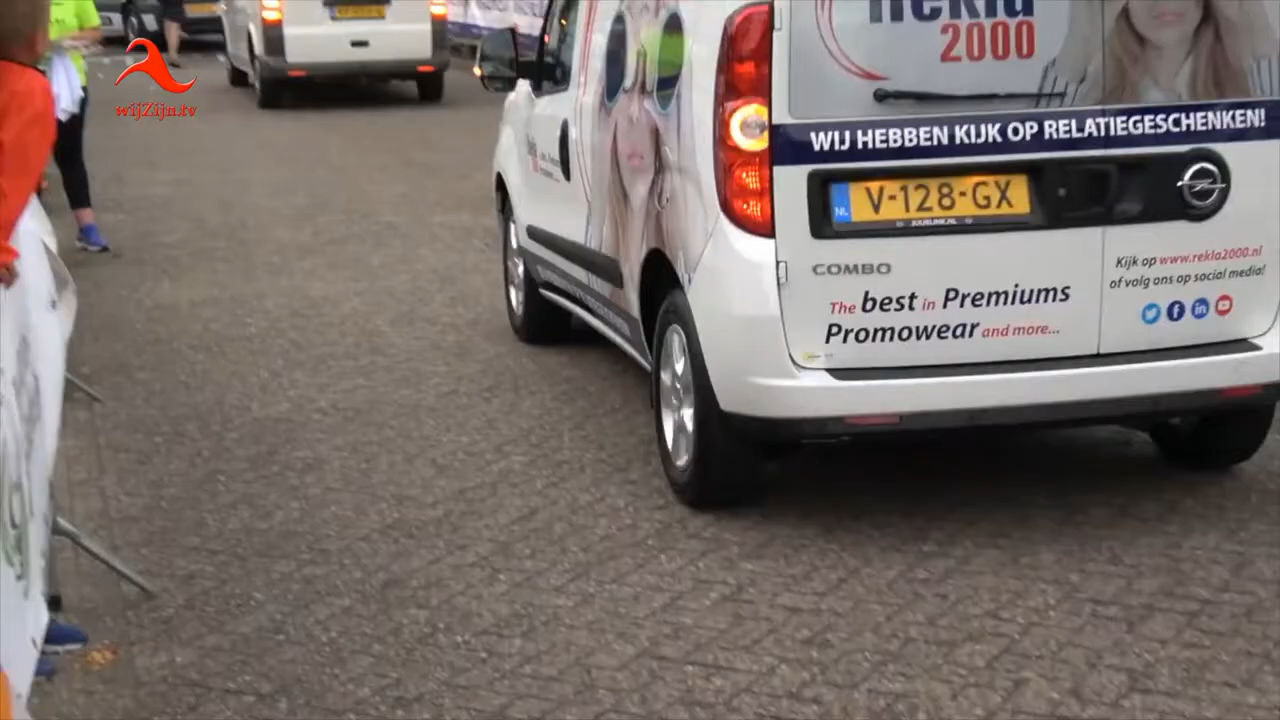 wijZijn.tv
Rekla
2000
WIJ HEBBEN KIJK OP RELATIEGESCHENKEN!
NL V-128-GX
COMBO
The best in Premiums
Promowear and more...
Kijk op www.rekla2000.nl
of volg ons op social media!